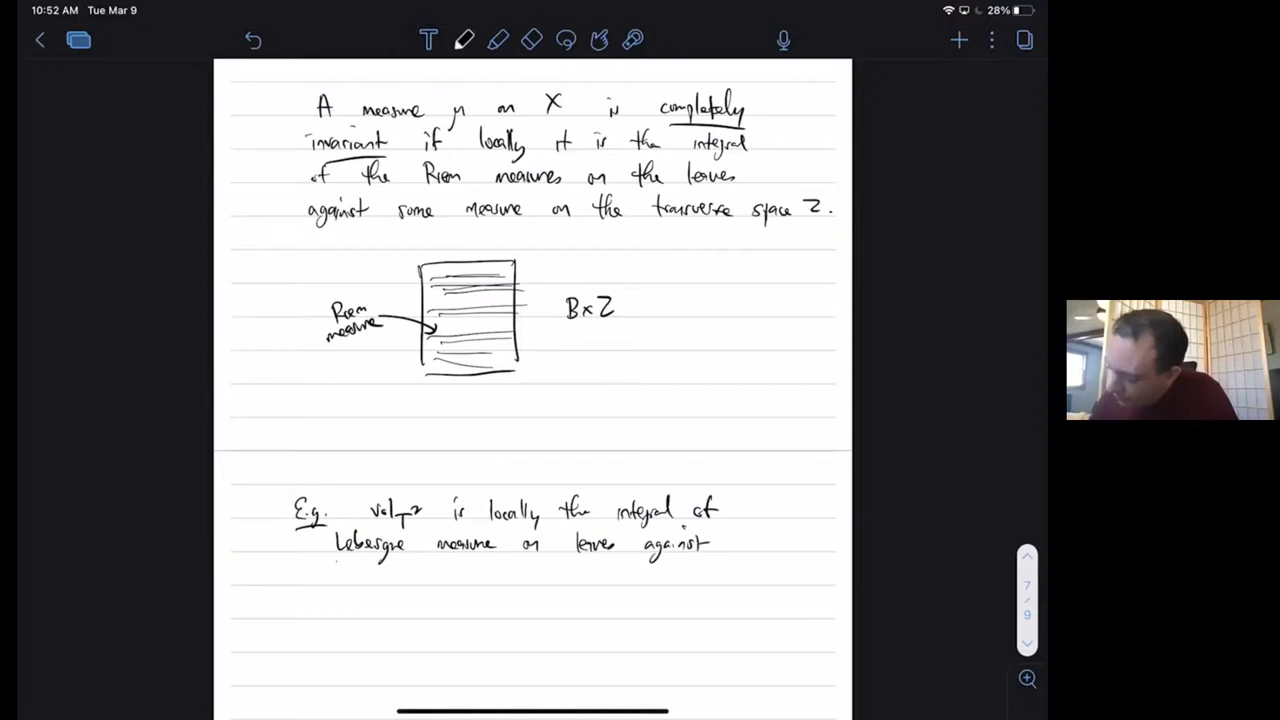 10:52 AM Tue Mar 9
28%
A measure μ on X is completely
invariant if locally it is the integral
of the Riem measures on the leaves
against some measure on the transverse space Z.
Riem
measure
B × Z
E.g. vol_T² is locally the integral of
Lebesgue measure on leaves against
7
/
9